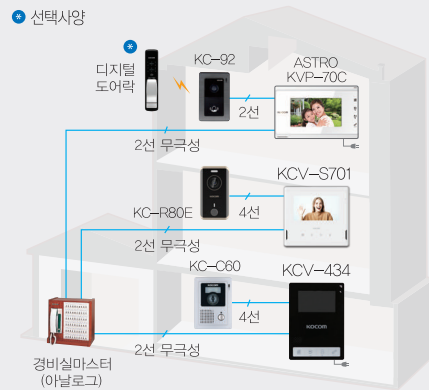 * 선택사양
*
디지털
도어락
KC-92
2선
ASTRO
KVP-70C
2선 무극성
KC-R80E
4선
KCV-S701
2선 무극성
KC-C60
4선
KCV-434
KOCOM
2선 무극성
경비실마스터
(아날로그)